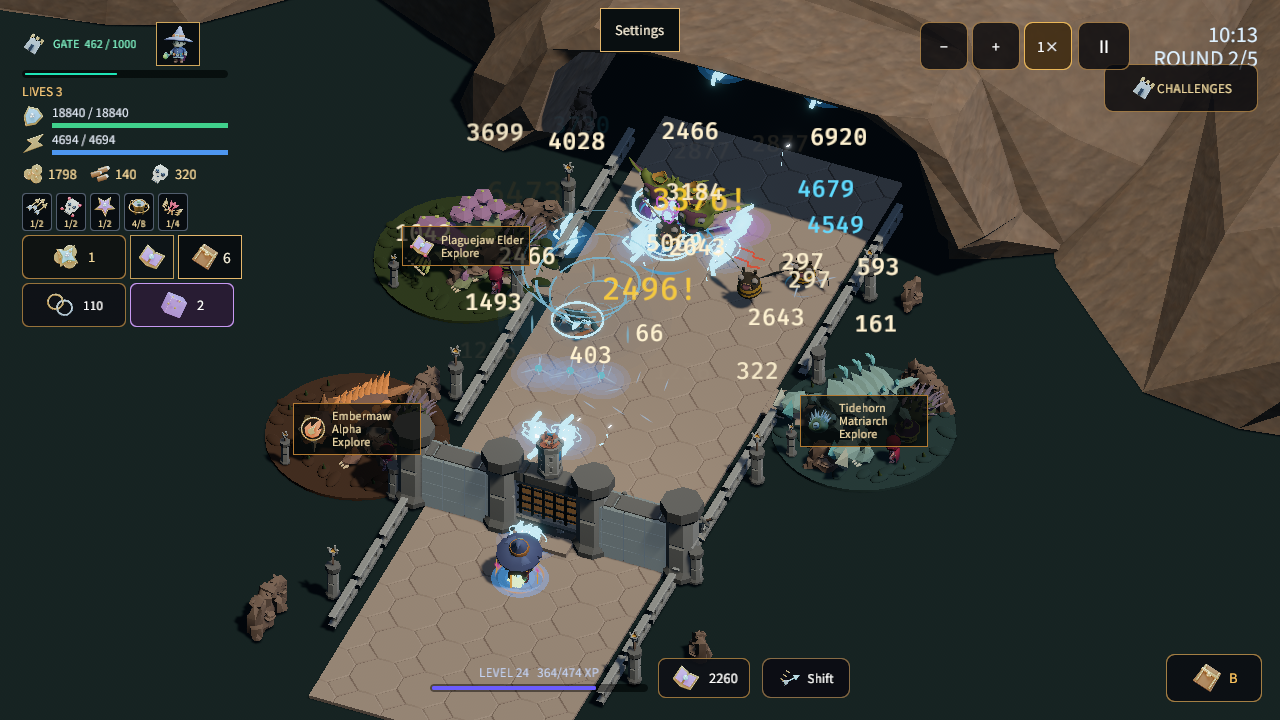 GATE 462 / 1000
LIVES 3
18840 / 18840
4694 / 4694
1798
140
320
1/2
1/2
1/2
4/8
1/4
1
6
110
2
Settings
-
+
1×
10:13
ROUND 2/5
CHALLENGES
3699
4028
2466
6920
4679
4549
3184
Plaguejaw Elder
Explore
297
297
593
2496!
1493
2643
161
66
403
322
Embermaw
Alpha
Explore
Tidehorn
Matriarch
Explore
LEVEL 24 364/474 XP
2260
Shift
B